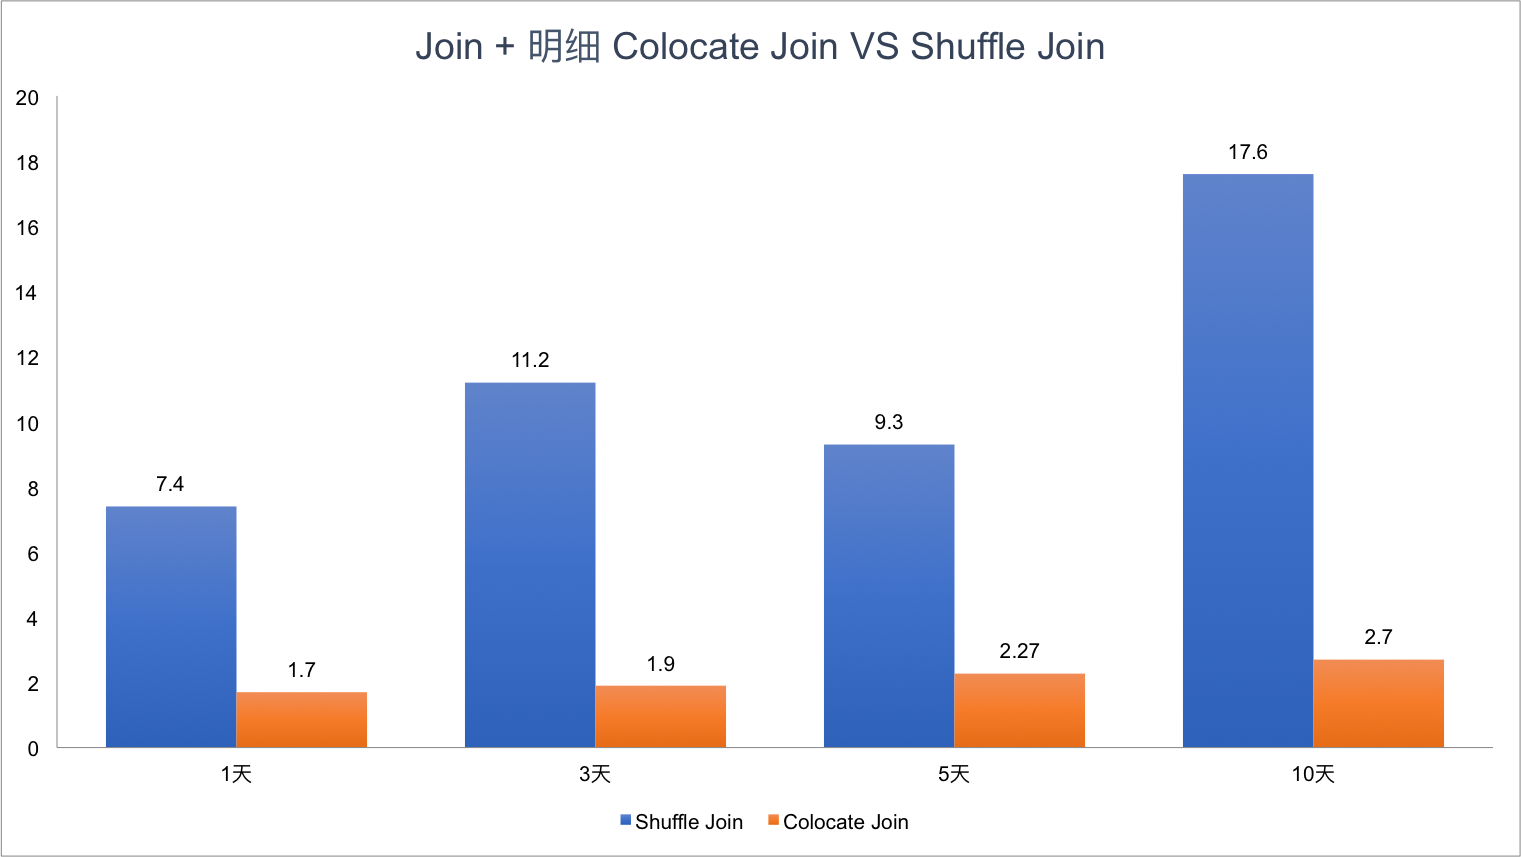 Join + 明细 Colocate Join VS Shuffle Join
20
18
16
14
12
10
8
6
4
2
0
7.4
1.7
11.2
1.9
9.3
2.27
17.6
2.7
1天
3天
5天
10天
Shuffle Join
Colocate Join